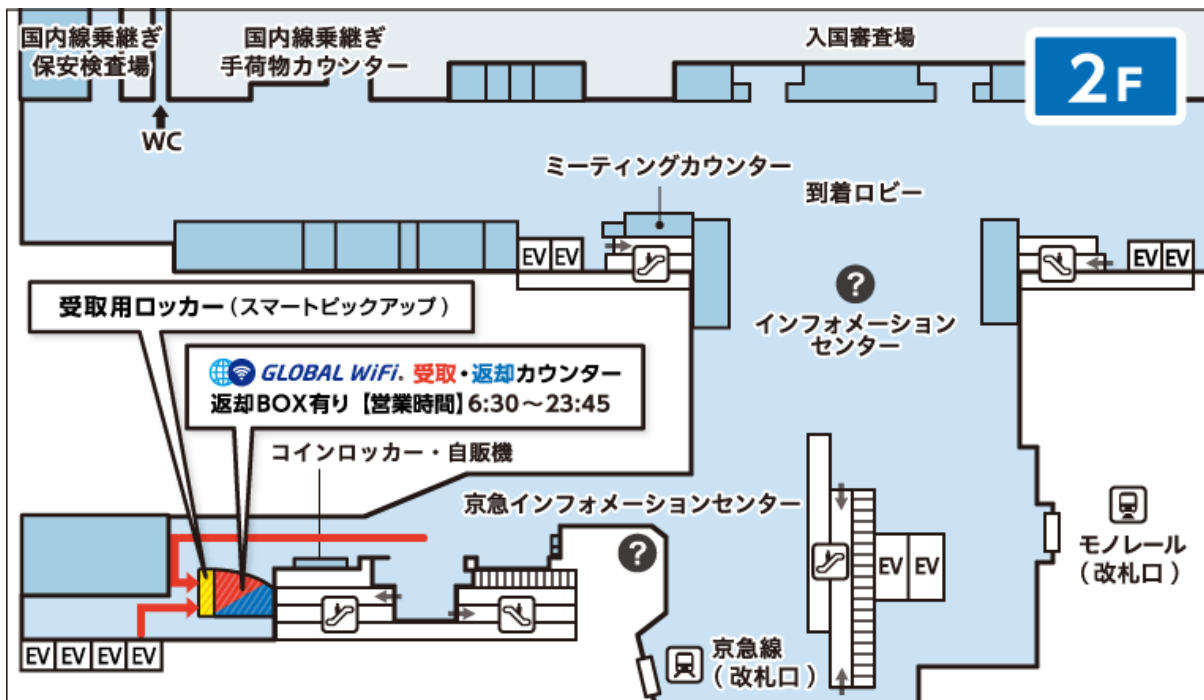 国内線乗継ぎ
保安検査場
国内線乗継ぎ
手荷物カウンター
入国審査場
2F
WC
ミーティングカウンター
到着ロビー
EV EV
EV EV
?
インフォメーション
センター
受取用ロッカー(スマートピックアップ)
GLOBAL WiFi. 受取・返却カウンター
返却BOX有り【営業時間】6:30~23:45
コインロッカー・自販機
京急インフォメーションセンター
?
モノレール
(改札口)
EV EV
EV EV EV EV
京急線
(改札口)